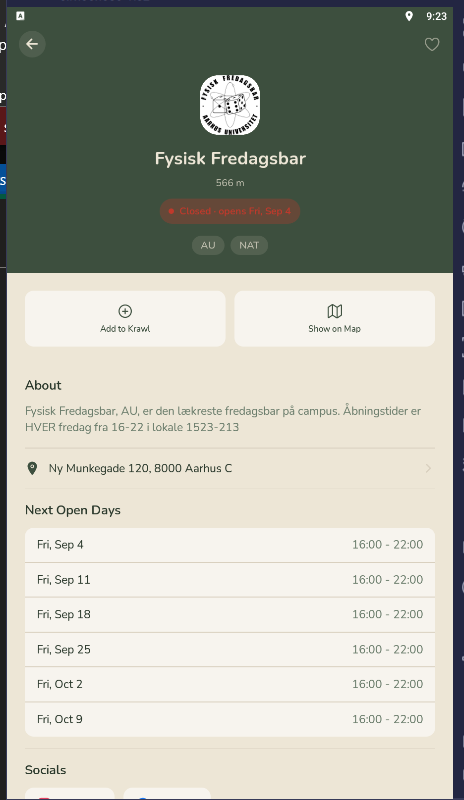 A
9:23
FYSISK FREDAGSBAR
AARHUS UNIVERSITET
Fysisk Fredagsbar
566 m
Closed · opens Fri, Sep 4
AU NAT
Add to Krawl Show on Map
About
Fysisk Fredagsbar, AU, er den lækreste fredagsbar på campus. Åbningstider er
HVER fredag fra 16-22 i lokale 1523-213
Ny Munkegade 120, 8000 Aarhus C
Next Open Days
Fri, Sep 4 16:00 - 22:00
Fri, Sep 11 16:00 - 22:00
Fri, Sep 18 16:00 - 22:00
Fri, Sep 25 16:00 - 22:00
Fri, Oct 2 16:00 - 22:00
Fri, Oct 9 16:00 - 22:00
Socials